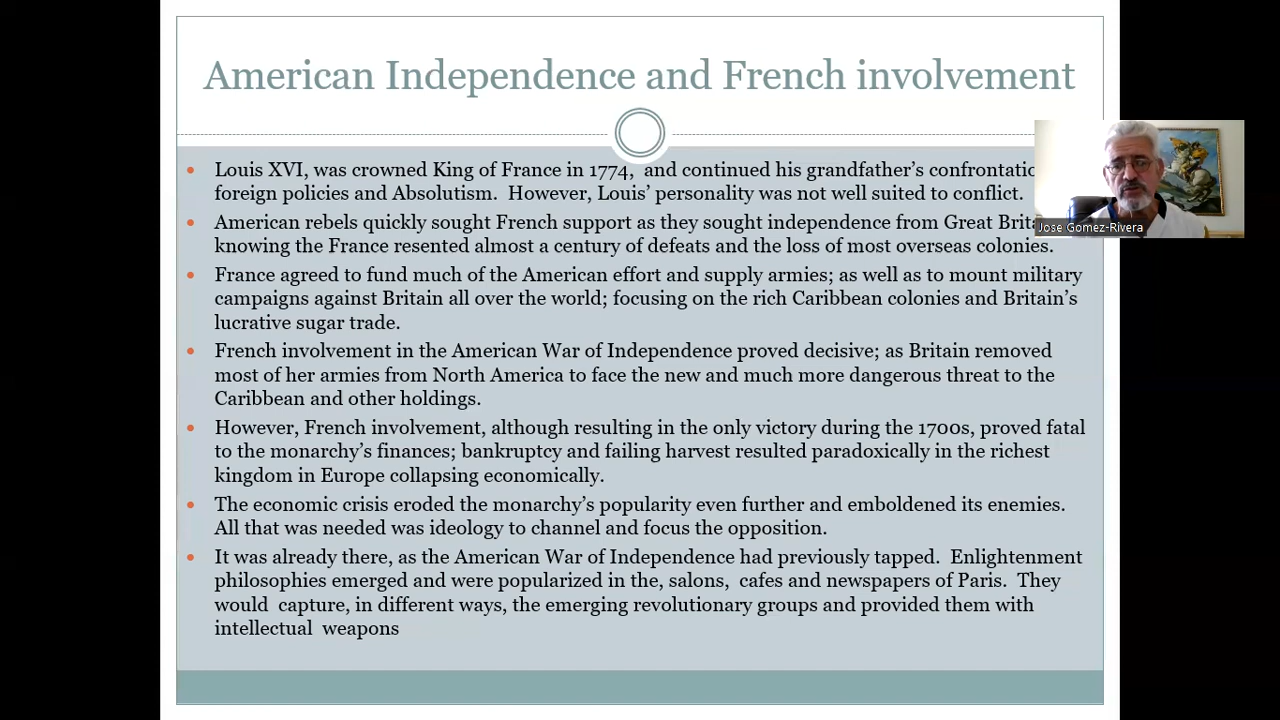 American Independence and French involvement
Louis XVI, was crowned King of France in 1774, and continued his grandfather's
foreign policies and Absolutism. However, Louis' personality was not well suited to conflict.
American rebels quickly sought French support as they sought independence from Great
knowing the France resented almost a century of defeats and the loss of most overseas colonies.
France agreed to fund much of the American effort and supply armies; as well as to mount military
campaigns against Britain all over the world; focusing on the rich Caribbean colonies and Britain's
lucrative sugar trade.
French involvement in the American War of Independence proved decisive; as Britain removed
most of her armies from North America to face the new and much more dangerous threat to the
Caribbean and other holdings.
However, French involvement, although resulting in the only victory during the 1700s, proved fatal
to the monarchy's finances; bankruptcy and failing harvest resulted paradoxically in the richest
kingdom in Europe collapsing economically.
The economic crisis eroded the monarchy's popularity even further and emboldened its enemies.
All that was needed was ideology to channel and focus the opposition.
It was already there, as the American War of Independence had previously tapped. Enlightenment
philosophies emerged and were popularized in the, salons, cafes and newspapers of Paris. They
would capture, in different ways, the emerging revolutionary groups and provided them with
intellectual weapons
Jose Gomez-Rivera